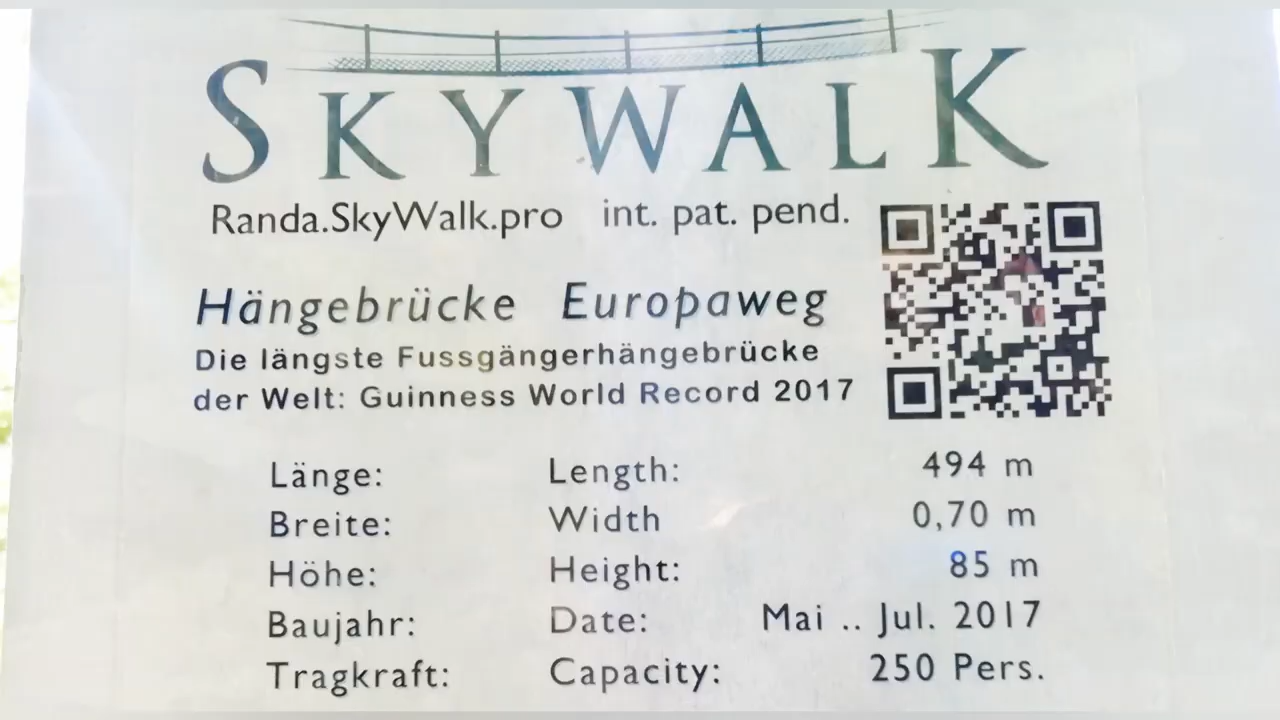 SKYWALK
Randa.SkyWalk.pro int. pat. pend.
Hängebrücke Europaweg
Die längste Fussgängerhängebrücke
der Welt: Guinness World Record 2017
Länge: Length: 494 m
Breite: Width 0,70 m
Höhe: Height: 85 m
Baujahr: Date: Mai .. Jul. 2017
Tragkraft: Capacity: 250 Pers.